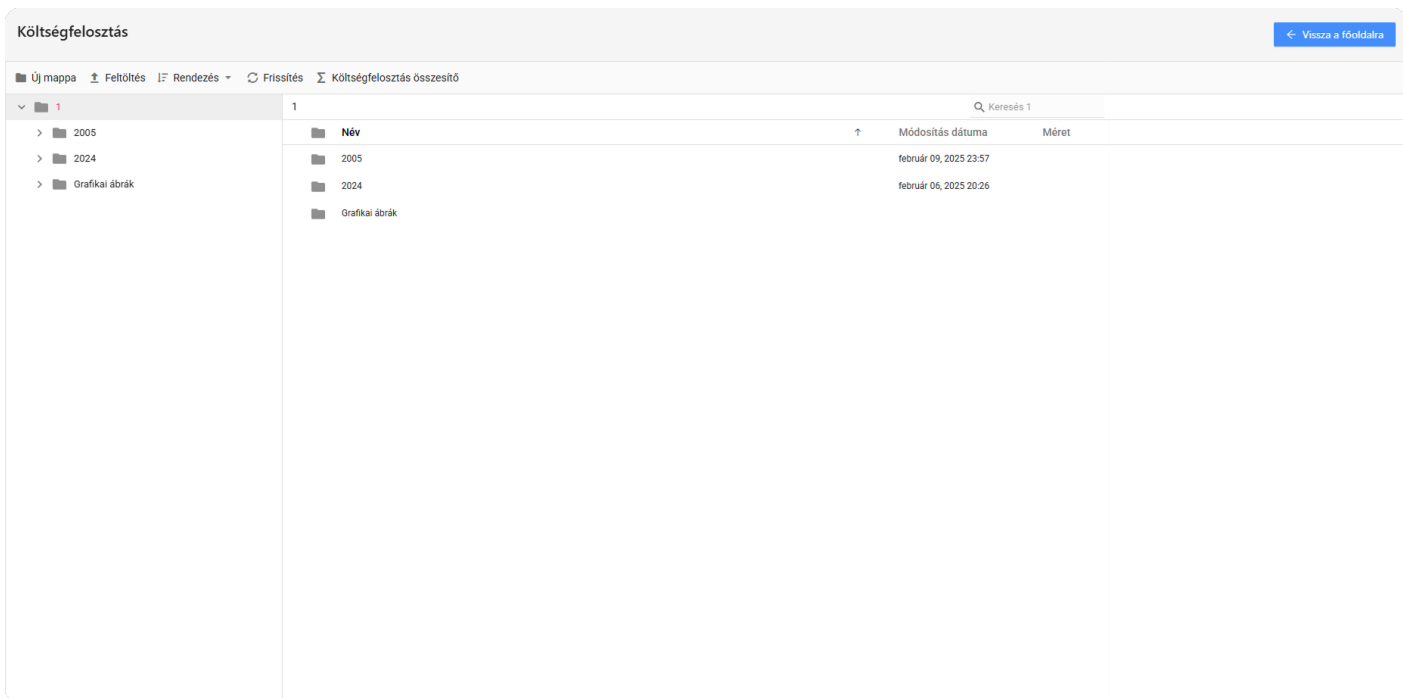 Költségfelosztás
Vissza a főoldalra
Új mappa Feltöltés Rendezés Frissítés Költségfelosztás összesítő
1
2005
2024
Grafikai ábrák
1 Keresés 1
Név Módosítás dátuma Méret
2005 február 09, 2025 23:57
2024 február 06, 2025 20:26
Grafikai ábrák